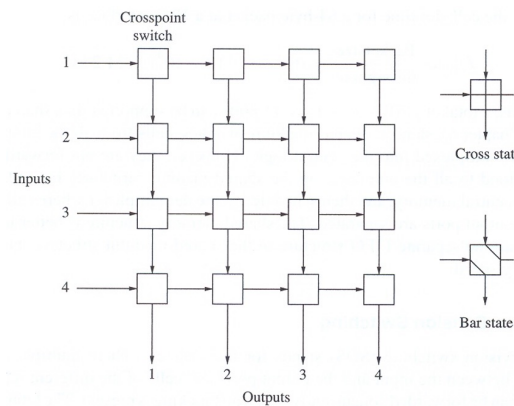 Crosspoint
switch
1
2
Inputs
3
4
1 2 3 4
Outputs
Cross stat
Bar state